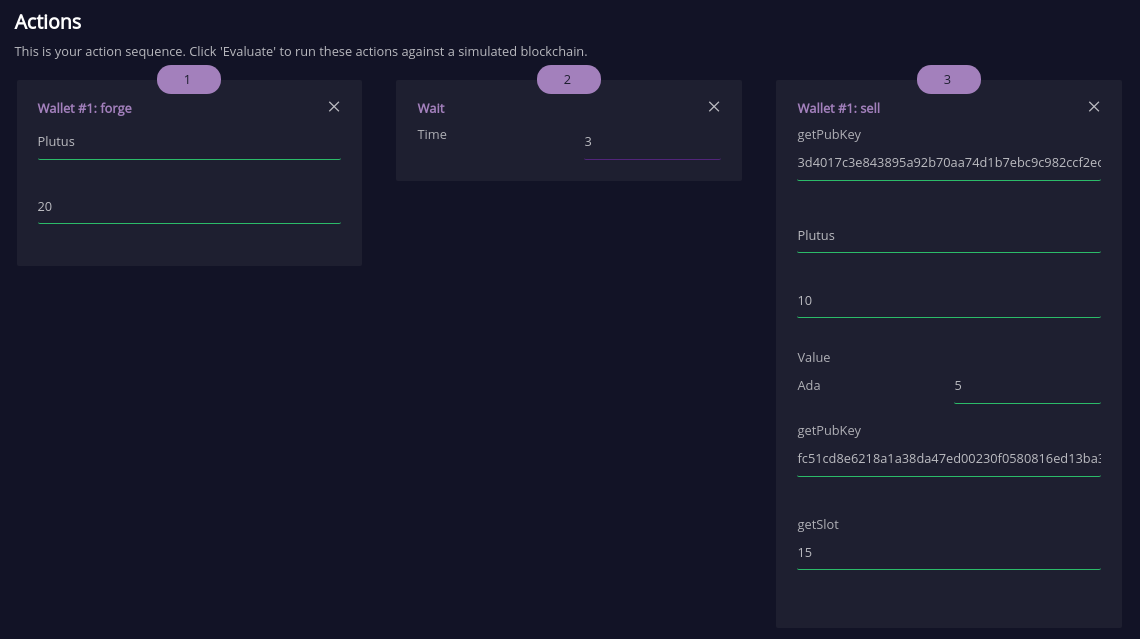 Actions
This is your action sequence. Click 'Evaluate' to run these actions against a simulated blockchain.
1
Wallet #1: forge
Plutus
20
2
Wait
Time
3
3
Wallet #1: sell
getPubKey
3d4017c3e843895a92b70aa74d1b7ebc9c982ccf2ec
Plutus
10
Value
Ada
5
getPubKey
fc51cd8e6218a1a38da47ed00230f0580816ed13ba3
getSlot
15